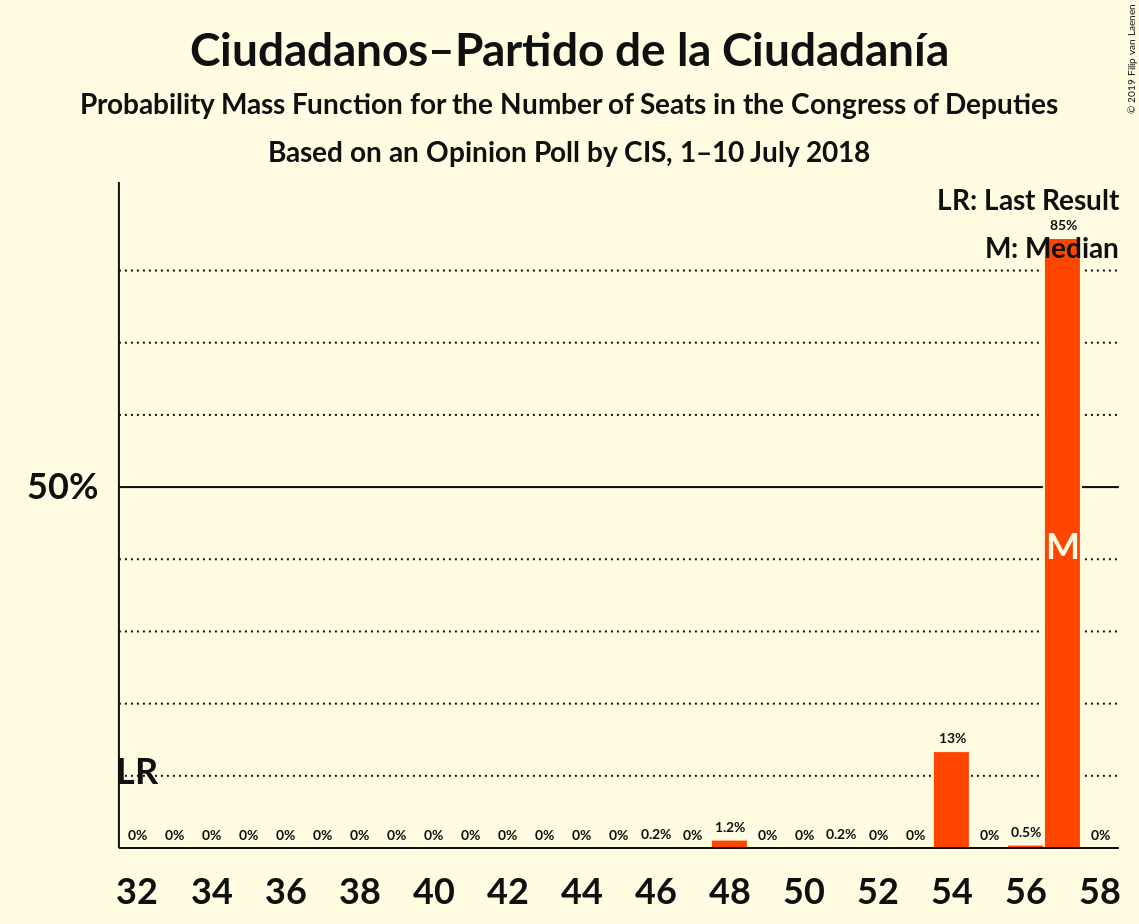 Ciudadanos–Partido de la Ciudadanía
Probability Mass Function for the Number of Seats in the Congress of Deputies
Based on an Opinion Poll by CIS, 1–10 July 2018
© 2019 Filip van Laenen
LR: Last Result
85%
M: Median
50%
M
13%
LR
0% 0% 0% 0% 0% 0% 0% 0% 0% 0% 0% 0% 0% 0% 0.2% 0% 1.2% 0% 0% 0.2% 0% 0% 0% 0.5% 0%
32 34 36 38 40 42 44 46 48 50 52 54 56 58